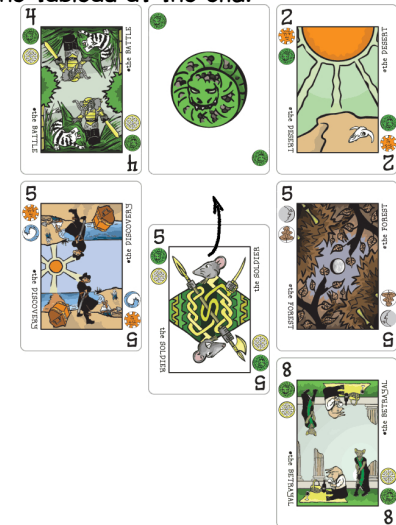 tableau at the end.
4
•the BATTLE
•the BATTLE
4
2
•the DESERT
•the DESERT
2
5
•the DISCOVERY
•the DISCOVERY
5
5
the SOLDIER
the SOLDIER
5
5
•the FOREST
•the FOREST
5
8
•the BETRAYAL
•the BETRAYAL
8